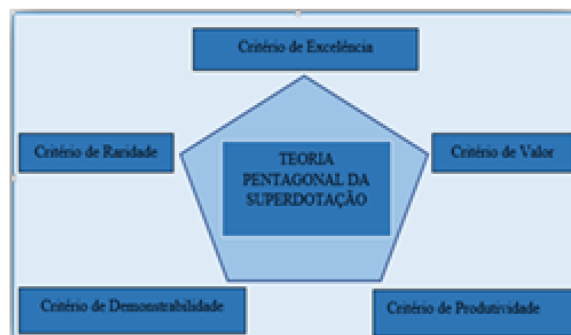 Critério de Excelência
Critério de Raridade
TEORIA
PENTAGONAL DA
SUPERDOTAÇÃO
Critério de Valor
Critério de Demonstrabilidade
Critério de Produtividade